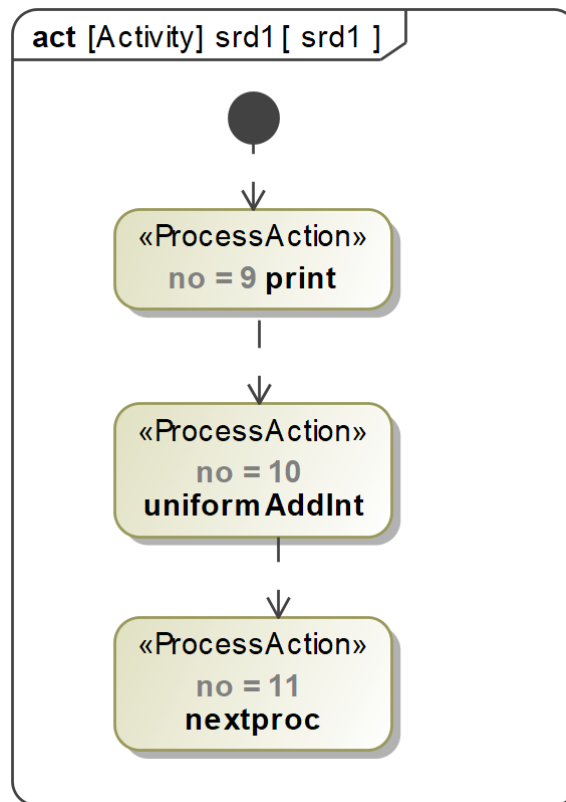 act [Activity] srd1 [ srd1 ]
«ProcessAction»
no = 9 print
«ProcessAction»
no = 10
uniformAddInt
«ProcessAction»
no = 11
nextproc